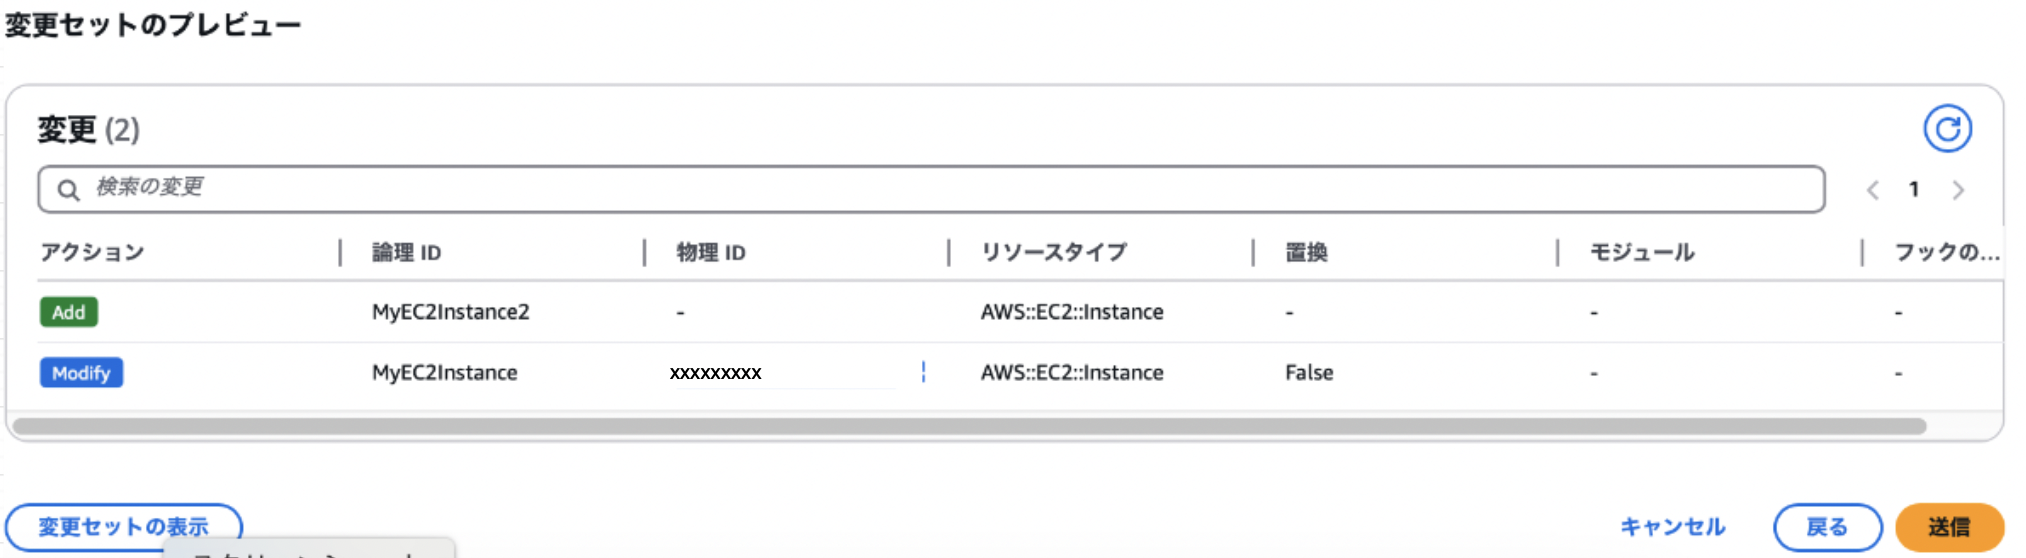 変更セットのプレビュー
変更 (2)
検索の変更
1
アクション 論理 ID 物理 ID リソースタイプ 置換 モジュール フックの...
Add MyEC2Instance2 - AWS::EC2::Instance - - -
Modify MyEC2Instance xxxxxxxxx AWS::EC2::Instance False - -
変更セットの表示 キャンセル 戻る 送信